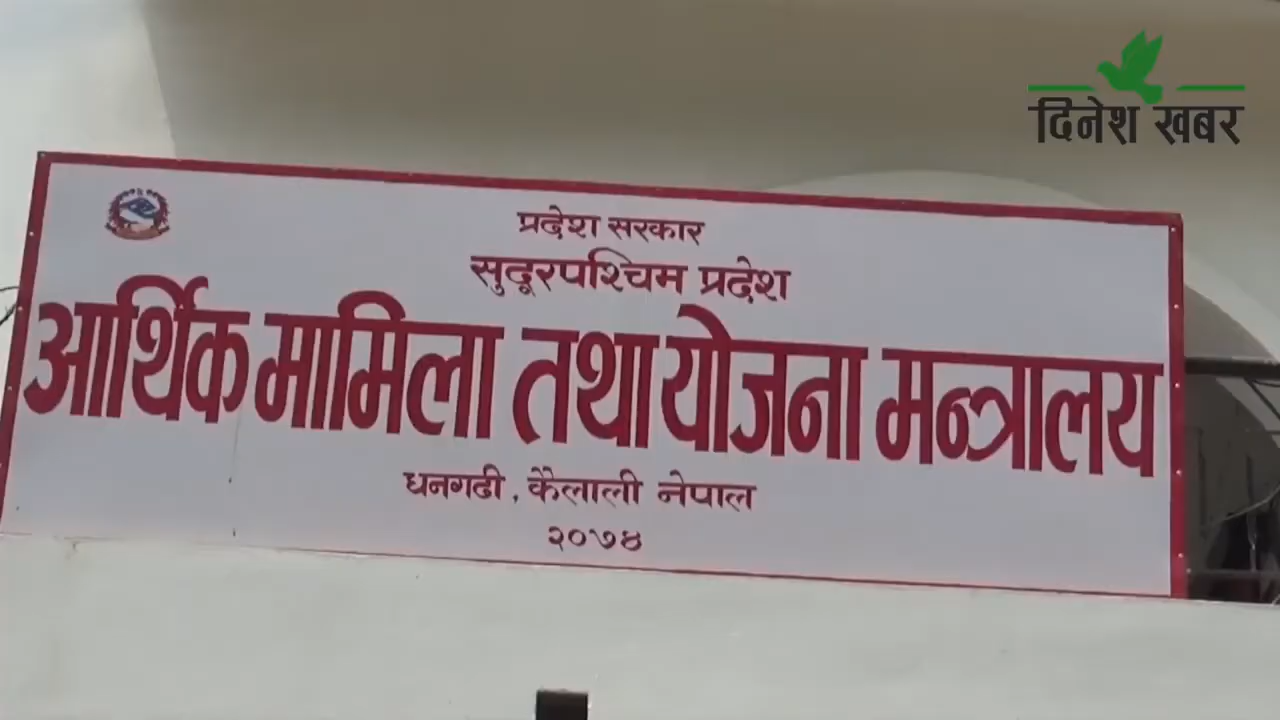 दिनेश खबर
प्रदेश सरकार
सुदूरपश्चिम प्रदेश
आर्थिक मामिला तथा योजना मन्त्रालय
धनगढी, कैलाली नेपाल
२०७४